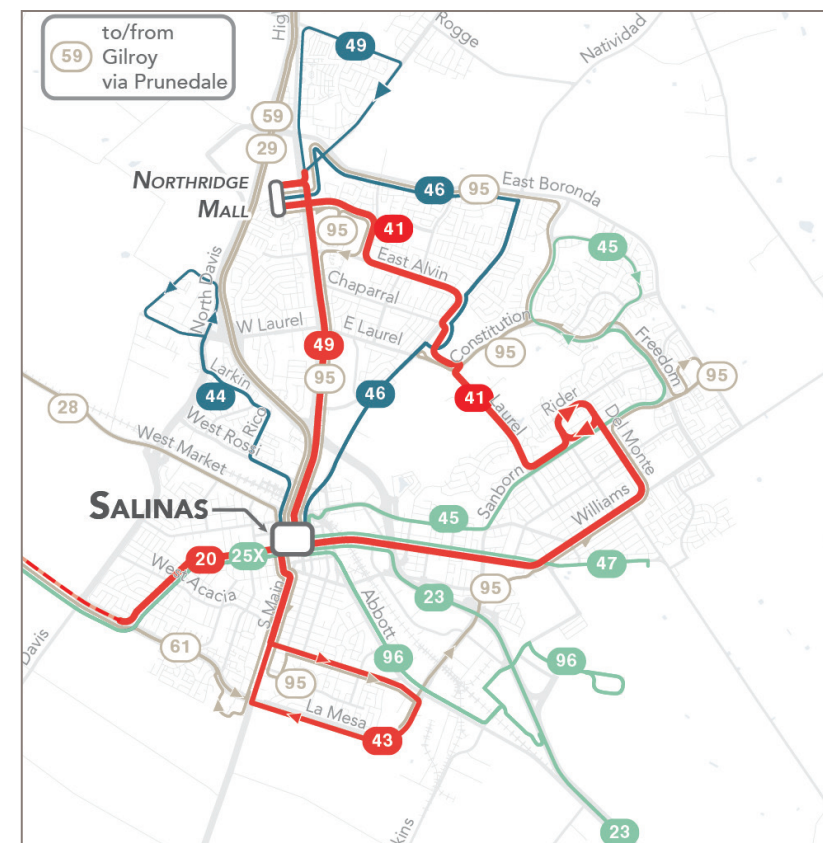 to/from
59 Gilroy
via Prunedale
Hig
49
Rogge
Natividad
59
29
NORTHRIDGE
MALL
46
95
East Boronda
95
41
East Alvin
45
Chaparral
North Davis
W Laurel
E Laurel
Constitution
95
Freedom
49
95
Larkin
44
46
41
Laurel
Rider
95
28
Rico
West Rossi
West Market
Del Monte
Sanborn
Williams
SALINAS
45
20
25X
47
West Acacia
S Main
Abbott
23
95
Davis
61
96
96
95
La Mesa
43
kins
23